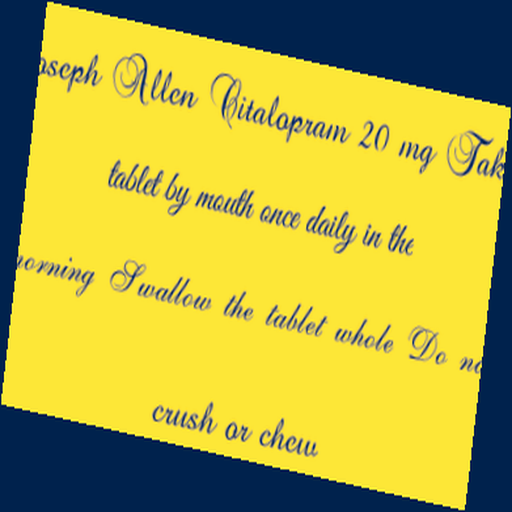 oseph Allen Citalopram 20 mg Tak
tablet by mouth once daily in the
orning Swallow the tablet whole Do no
crush or chew